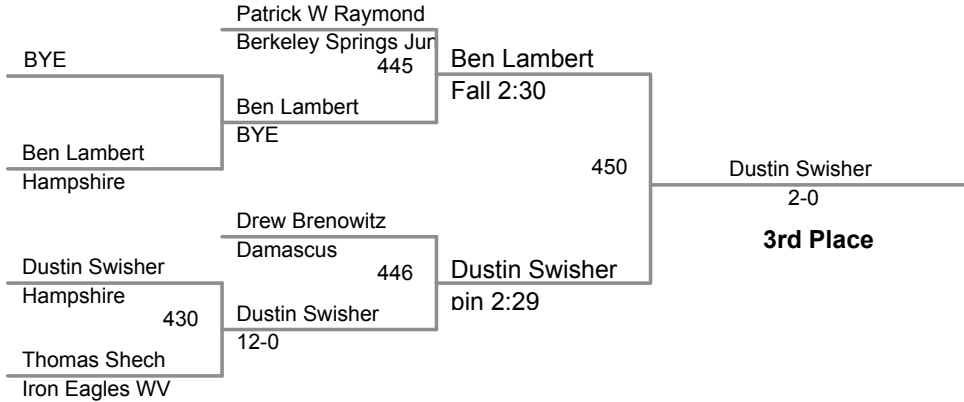 Patrick W Raymond
Berkeley Springs Jun
BYE
445
Ben Lambert
Fall 2:30
Ben Lambert
BYE
Ben Lambert
Hampshire
450
Dustin Swisher
2-0
3rd Place
Drew Brenowitz
Damascus
446
Dustin Swisher
pin 2:29
Dustin Swisher
Hampshire
430
Dustin Swisher
12-0
Thomas Shech
Iron Eagles WV